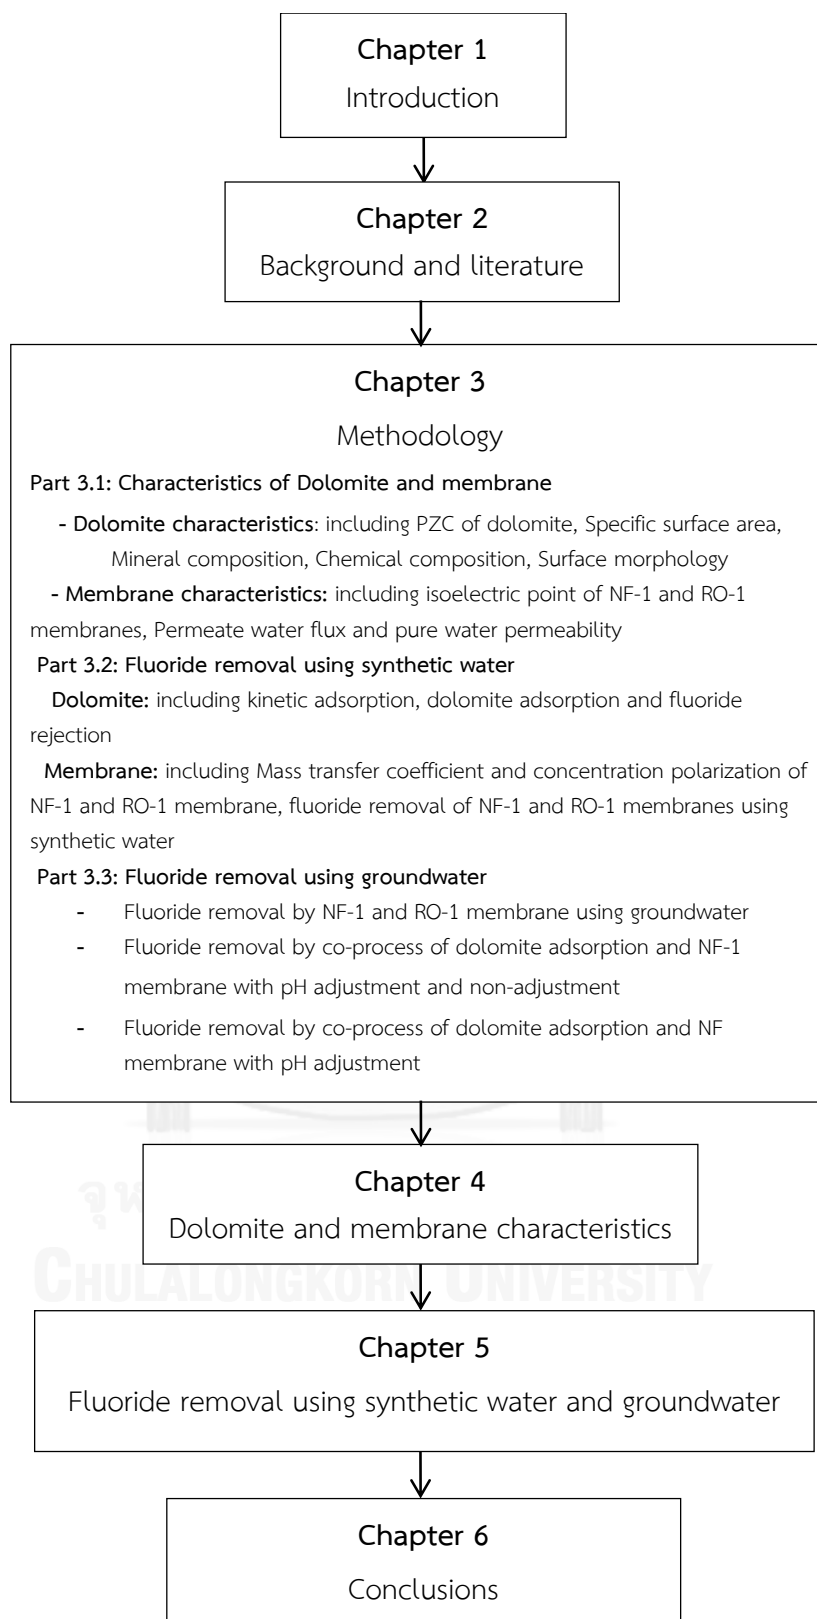 Chapter 1
Introduction
Chapter 2
Background and literature
Chapter 3
Methodology
Part 3.1: Characteristics of Dolomite and membrane
- Dolomite characteristics: including PZC of dolomite, Specific surface area,
Mineral composition, Chemical composition, Surface morphology
- Membrane characteristics: including isoelectric point of NF-1 and RO-1
membranes, Permeate water flux and pure water permeability
Part 3.2: Fluoride removal using synthetic water
Dolomite: including kinetic adsorption, dolomite adsorption and fluoride
rejection
Membrane: including Mass transfer coefficient and concentration polarization of
NF-1 and RO-1 membrane, fluoride removal of NF-1 and RO-1 membranes using
synthetic water
Part 3.3: Fluoride removal using groundwater
- Fluoride removal by NF-1 and RO-1 membrane using groundwater
- Fluoride removal by co-process of dolomite adsorption and NF-1
membrane with pH adjustment and non-adjustment
- Fluoride removal by co-process of dolomite adsorption and NF
membrane with pH adjustment
Chapter 4
Dolomite and membrane characteristics
CHULALONGKORN UNIVERSITY
Chapter 5
Fluoride removal using synthetic water and groundwater
Chapter 6
Conclusions